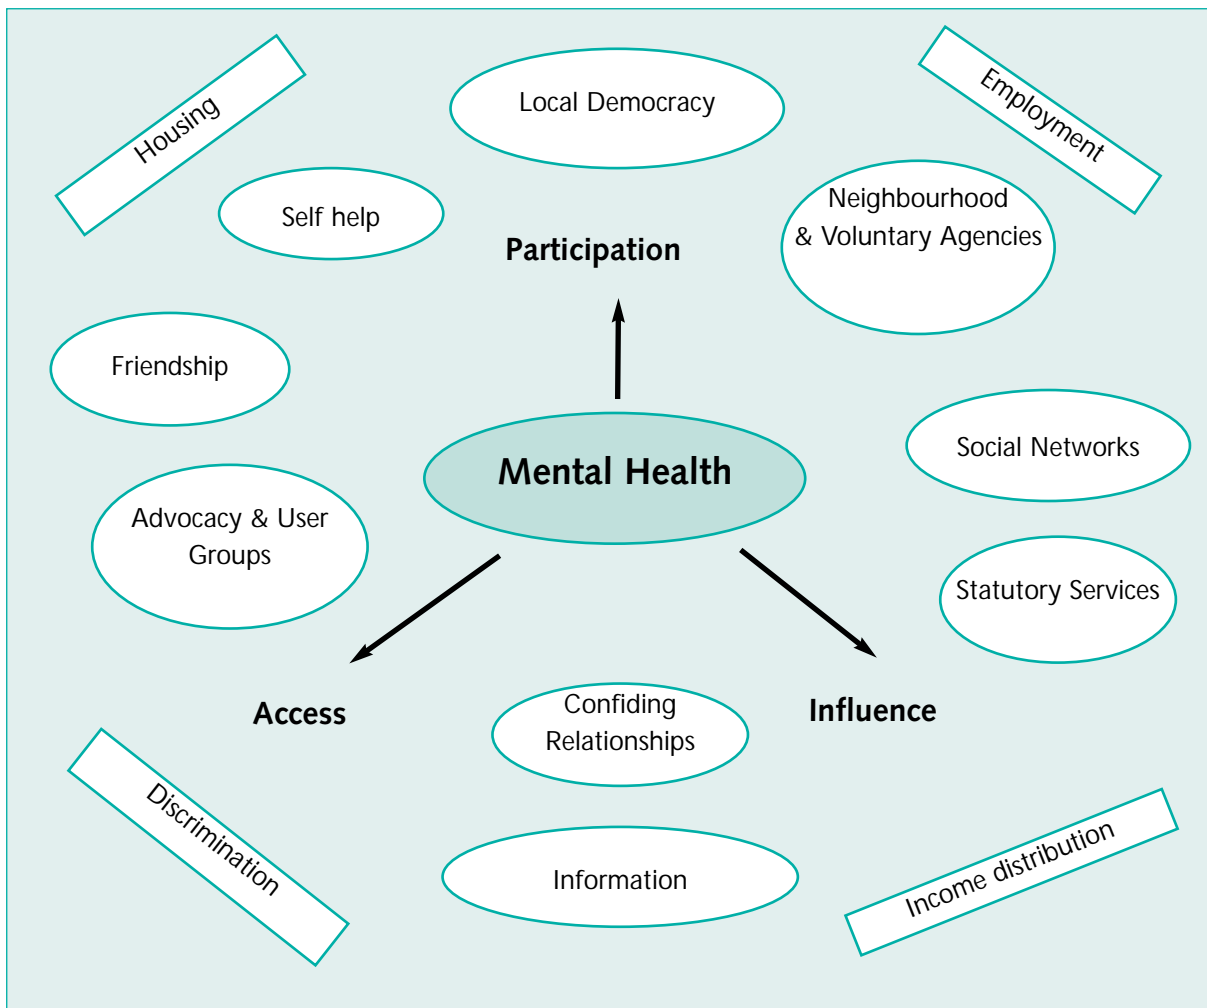 Housing
Local Democracy
Employment
Self help
Neighbourhood
& Voluntary Agencies
Participation
Friendship
Social Networks
Mental Health
Advocacy & User
Groups
Statutory Services
Access
Confiding
Relationships
Influence
Discrimination
Information
Income distribution